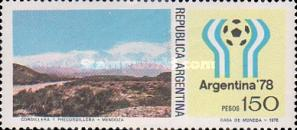 REPUBLICA ARGENTINA
Argentina '78
PESOS 150
CORDILLERA Y PRECORDILLERA - MENDOZA
CASA DE MONEDA - 1978